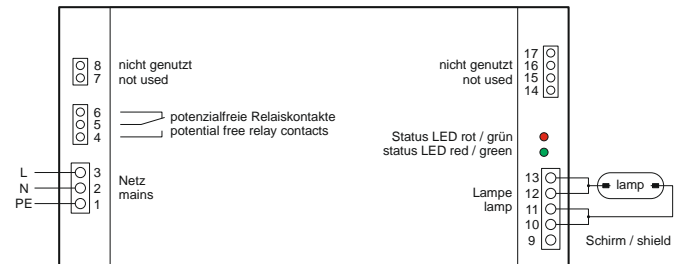 8 nicht genutzt
7 not used
6
5 potenzialfreie Relaiskontakte
4 potential free relay contacts
L 3
N 2
PE 1
Netz
mains
17
nicht genutzt 16
not used 15
14
Status LED rot / grün
status LED red / green
13
Lampe 12
lamp 11
10
9
lamp
Schirm / shield